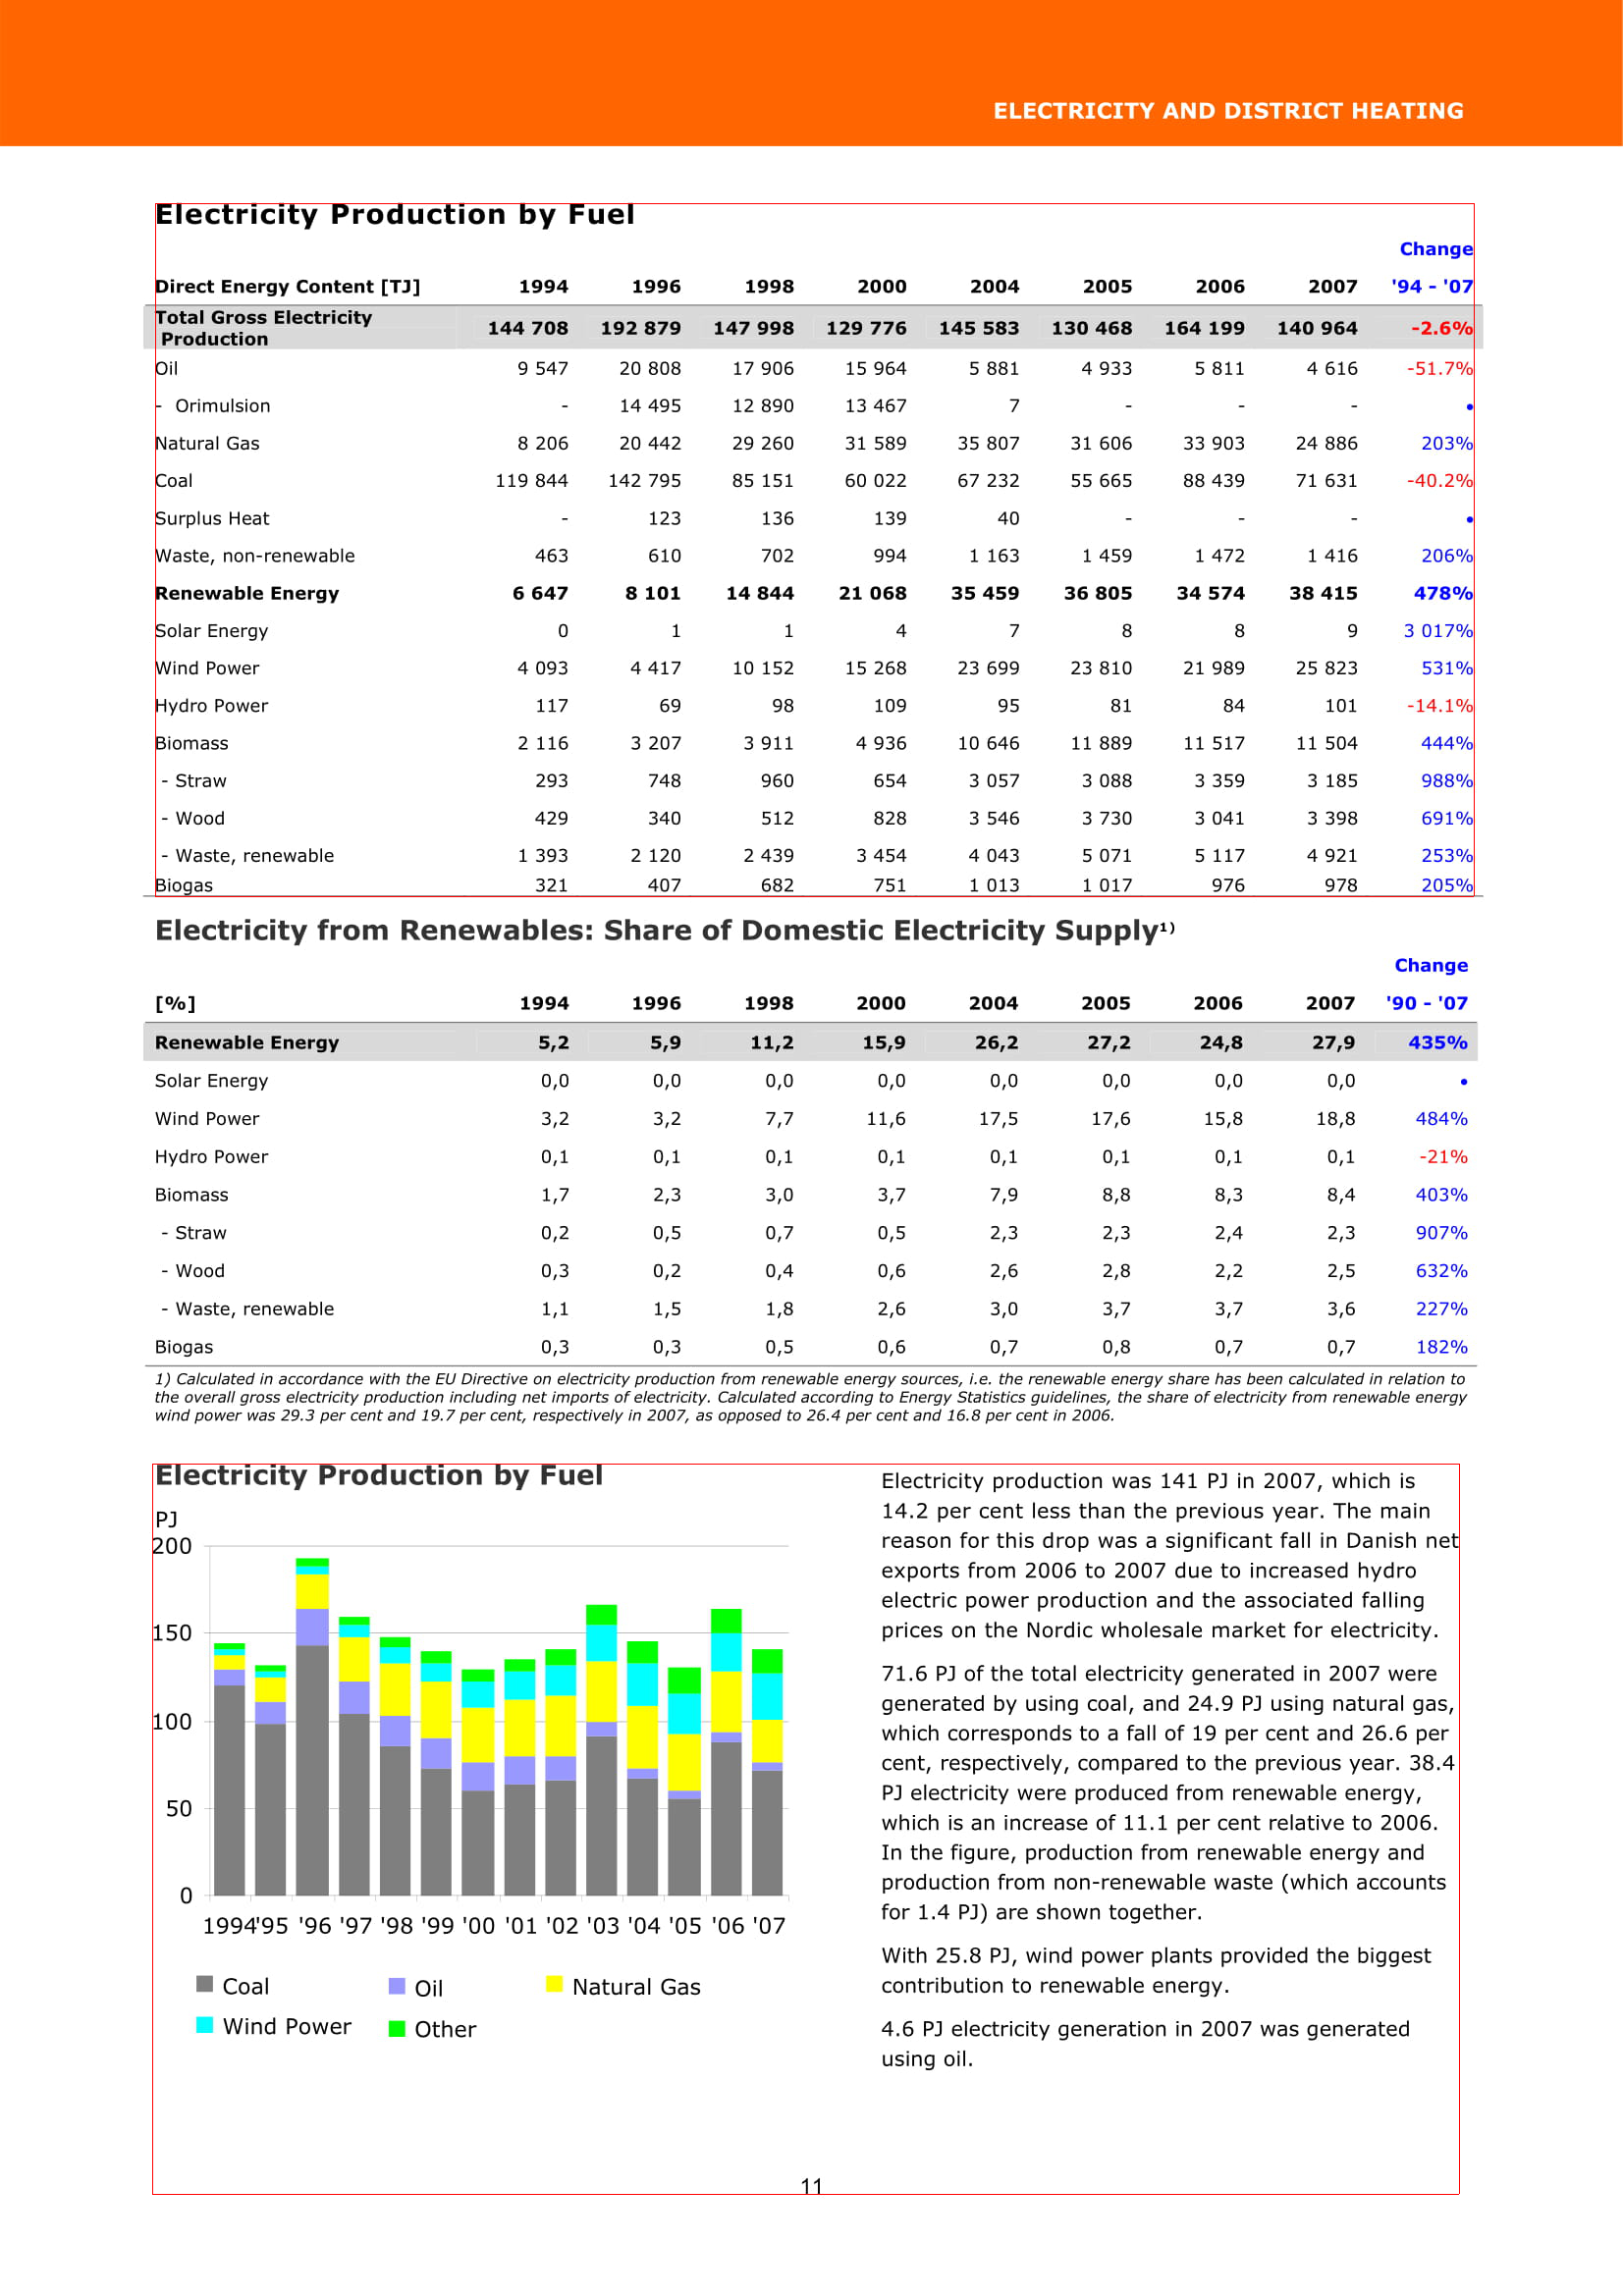 ELECTRICITY AND DISTRICT HEATING
Electricity Production by Fuel
Change
Direct Energy Content [TJ] 1994 1996 1998 2000 2004 2005 2006 2007 '94 - '07
Total Gross Electricity
Production 144 708 192 879 147 998 129 776 145 583 130 468 164 199 140 964 -2.6%
Oil 9 547 20 808 17 906 15 964 5 881 4 933 5 811 4 616 -51.7%
- Orimulsion - 14 495 12 890 13 467 7 - - - •
Natural Gas 8 206 20 442 29 260 31 589 35 807 31 606 33 903 24 886 203%
Coal 119 844 142 795 85 151 60 022 67 232 55 665 88 439 71 631 -40.2%
Surplus Heat - 123 136 139 40 - - - •
Waste, non-renewable 463 610 702 994 1 163 1 459 1 472 1 416 206%
Renewable Energy 6 647 8 101 14 844 21 068 35 459 36 805 34 574 38 415 478%
Solar Energy 0 1 1 4 7 8 8 9 3 017%
Wind Power 4 093 4 417 10 152 15 268 23 699 23 810 21 989 25 823 531%
Hydro Power 117 69 98 109 95 81 84 101 -14.1%
Biomass 2 116 3 207 3 911 4 936 10 646 11 889 11 517 11 504 444%
- Straw 293 748 960 654 3 057 3 088 3 359 3 185 988%
- Wood 429 340 512 828 3 546 3 730 3 041 3 398 691%
- Waste, renewable 1 393 2 120 2 439 3 454 4 043 5 071 5 117 4 921 253%
Biogas 321 407 682 751 1 013 1 017 976 978 205%
Electricity from Renewables: Share of Domestic Electricity Supply¹⁾
Change
[%] 1994 1996 1998 2000 2004 2005 2006 2007 '90 - '07
Renewable Energy 5,2 5,9 11,2 15,9 26,2 27,2 24,8 27,9 435%
Solar Energy 0,0 0,0 0,0 0,0 0,0 0,0 0,0 0,0 •
Wind Power 3,2 3,2 7,7 11,6 17,5 17,6 15,8 18,8 484%
Hydro Power 0,1 0,1 0,1 0,1 0,1 0,1 0,1 0,1 -21%
Biomass 1,7 2,3 3,0 3,7 7,9 8,8 8,3 8,4 403%
- Straw 0,2 0,5 0,7 0,5 2,3 2,3 2,4 2,3 907%
- Wood 0,3 0,2 0,4 0,6 2,6 2,8 2,2 2,5 632%
- Waste, renewable 1,1 1,5 1,8 2,6 3,0 3,7 3,7 3,6 227%
Biogas 0,3 0,3 0,5 0,6 0,7 0,8 0,7 0,7 182%
1) Calculated in accordance with the EU Directive on electricity production from renewable energy sources, i.e. the renewable energy share has been calculated in relation to
the overall gross electricity production including net imports of electricity. Calculated according to Energy Statistics guidelines, the share of electricity from renewable energy
wind power was 29.3 per cent and 19.7 per cent, respectively in 2007, as opposed to 26.4 per cent and 16.8 per cent in 2006.
Electricity Production by Fuel
PJ
200
150
100
50
0
1994 '95 '96 '97 '98 '99 '00 '01 '02 '03 '04 '05 '06 '07
Coal Oil Natural Gas
Wind Power Other
Electricity production was 141 PJ in 2007, which is
14.2 per cent less than the previous year. The main
reason for this drop was a significant fall in Danish net
exports from 2006 to 2007 due to increased hydro
electric power production and the associated falling
prices on the Nordic wholesale market for electricity.
71.6 PJ of the total electricity generated in 2007 were
generated by using coal, and 24.9 PJ using natural gas,
which corresponds to a fall of 19 per cent and 26.6 per
cent, respectively, compared to the previous year. 38.4
PJ electricity were produced from renewable energy,
which is an increase of 11.1 per cent relative to 2006.
In the figure, production from renewable energy and
production from non-renewable waste (which accounts
for 1.4 PJ) are shown together.
With 25.8 PJ, wind power plants provided the biggest
contribution to renewable energy.
4.6 PJ electricity generation in 2007 was generated
using oil.
11